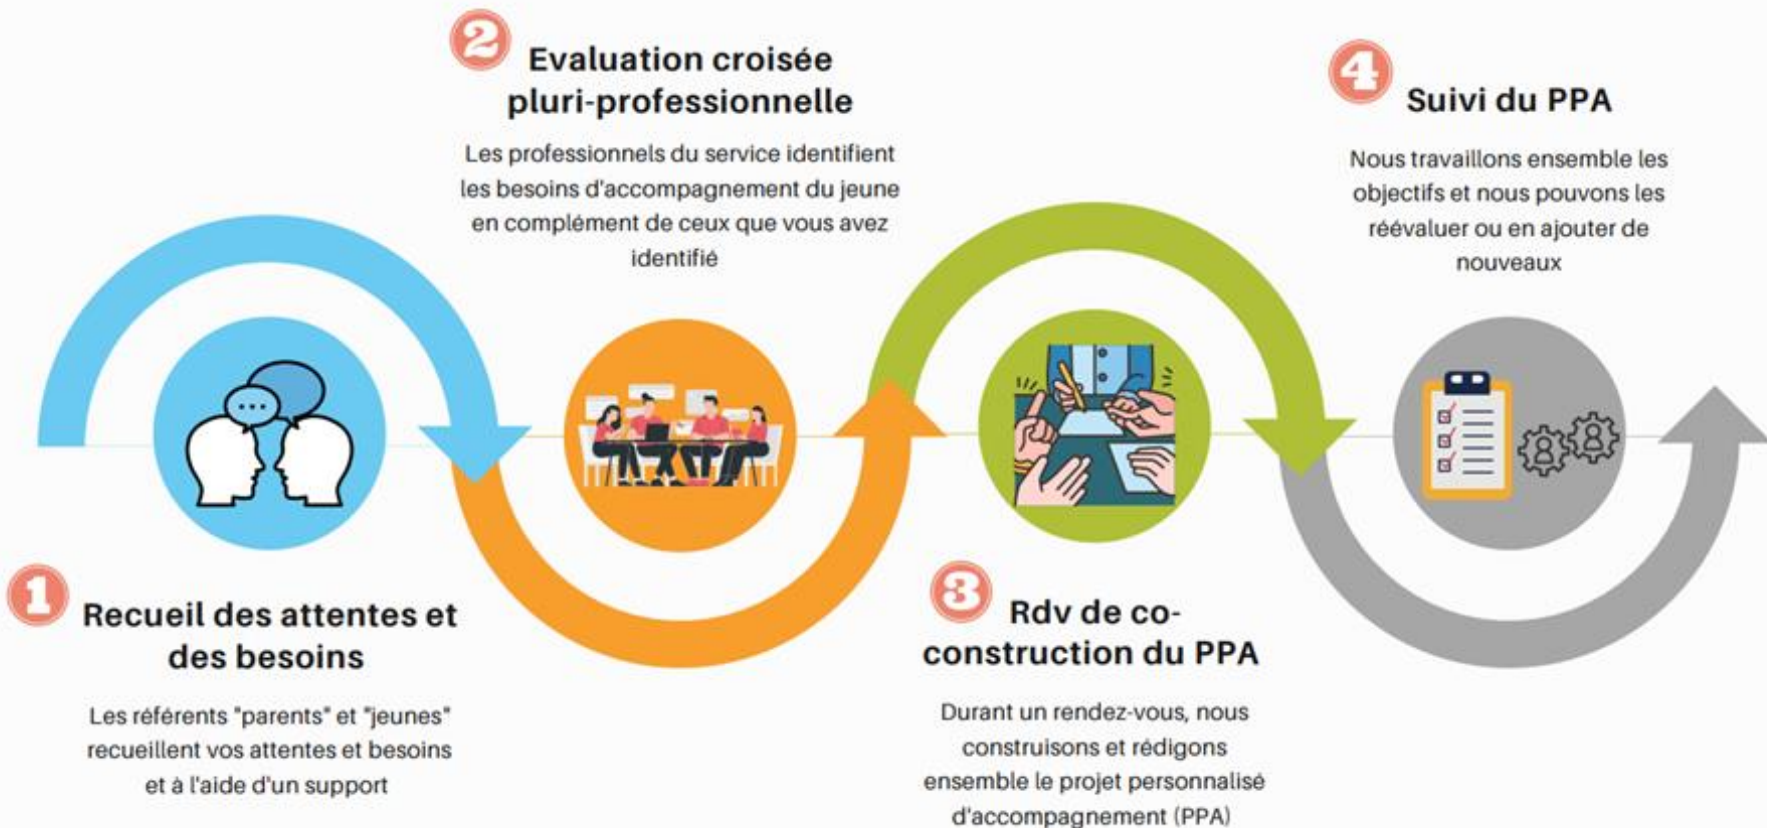 1
Recueil des attentes et
des besoins
Les référents "parents" et "jeunes"
recueillent vos attentes et besoins
et à l'aide d'un support
2
Evaluation croisée
pluri-professionnelle
Les professionnels du service identifient
les besoins d'accompagnement du jeune
en complément de ceux que vous avez
identifié
3
Rdv de co-
construction du PPA
Durant un rendez-vous, nous
construisons et rédigons
ensemble le projet personnalisé
d'accompagnement (PPA)
4
Suivi du PPA
Nous travaillons ensemble les
objectifs et nous pouvons les
réévaluer ou en ajouter de
nouveaux